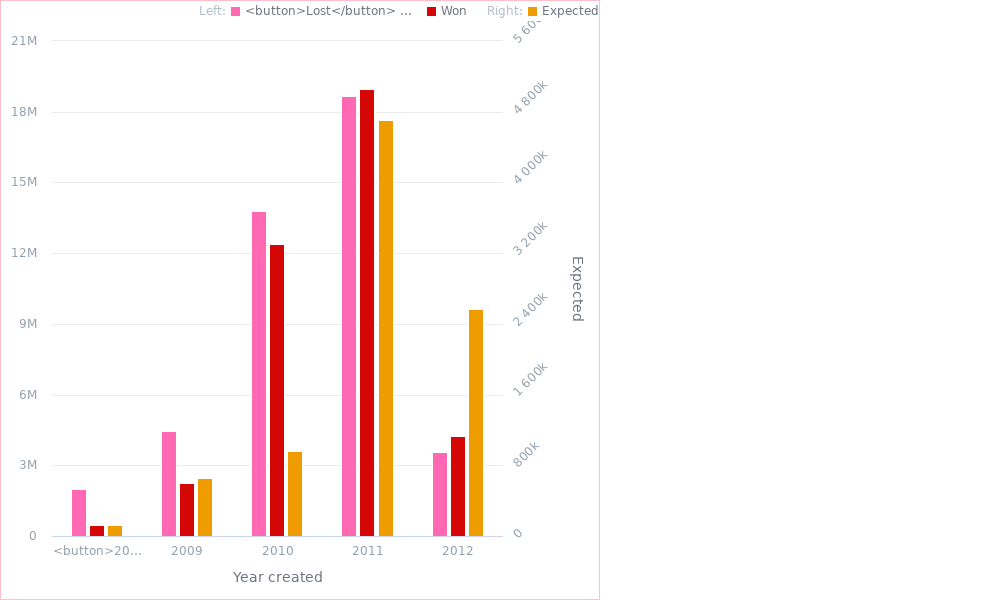 Left: <button>Lost</button> ... Won Right: Expected
21M
18M
15M
12M
9M
6M
3M
0
5 600k
4 800k
4 000k
3 200k
2 400k
1 600k
800k
0
Expected
<button>20... 2009 2010 2011 2012
Year created